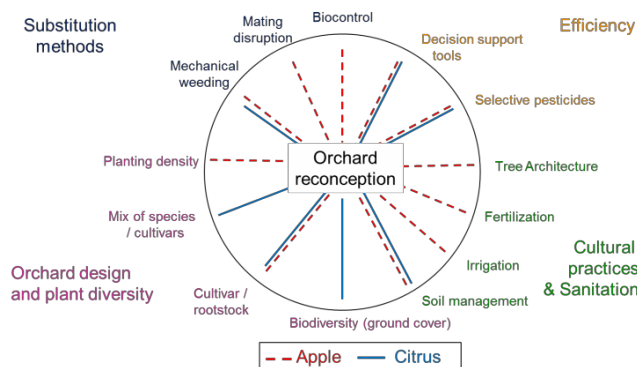 Substitution
methods
Mating
disruption
Biocontrol
Efficiency
Decision support
tools
Mechanical
weeding
Selective pesticides
Planting density
Orchard
reconception
Tree Architecture
Mix of species
/ cultivars
Fertilization
Orchard design
and plant diversity
Irrigation
Cultural
practices
& Sanitation
Cultivar /
rootstock
Soil management
Biodiversity (ground cover)
Apple
Citrus